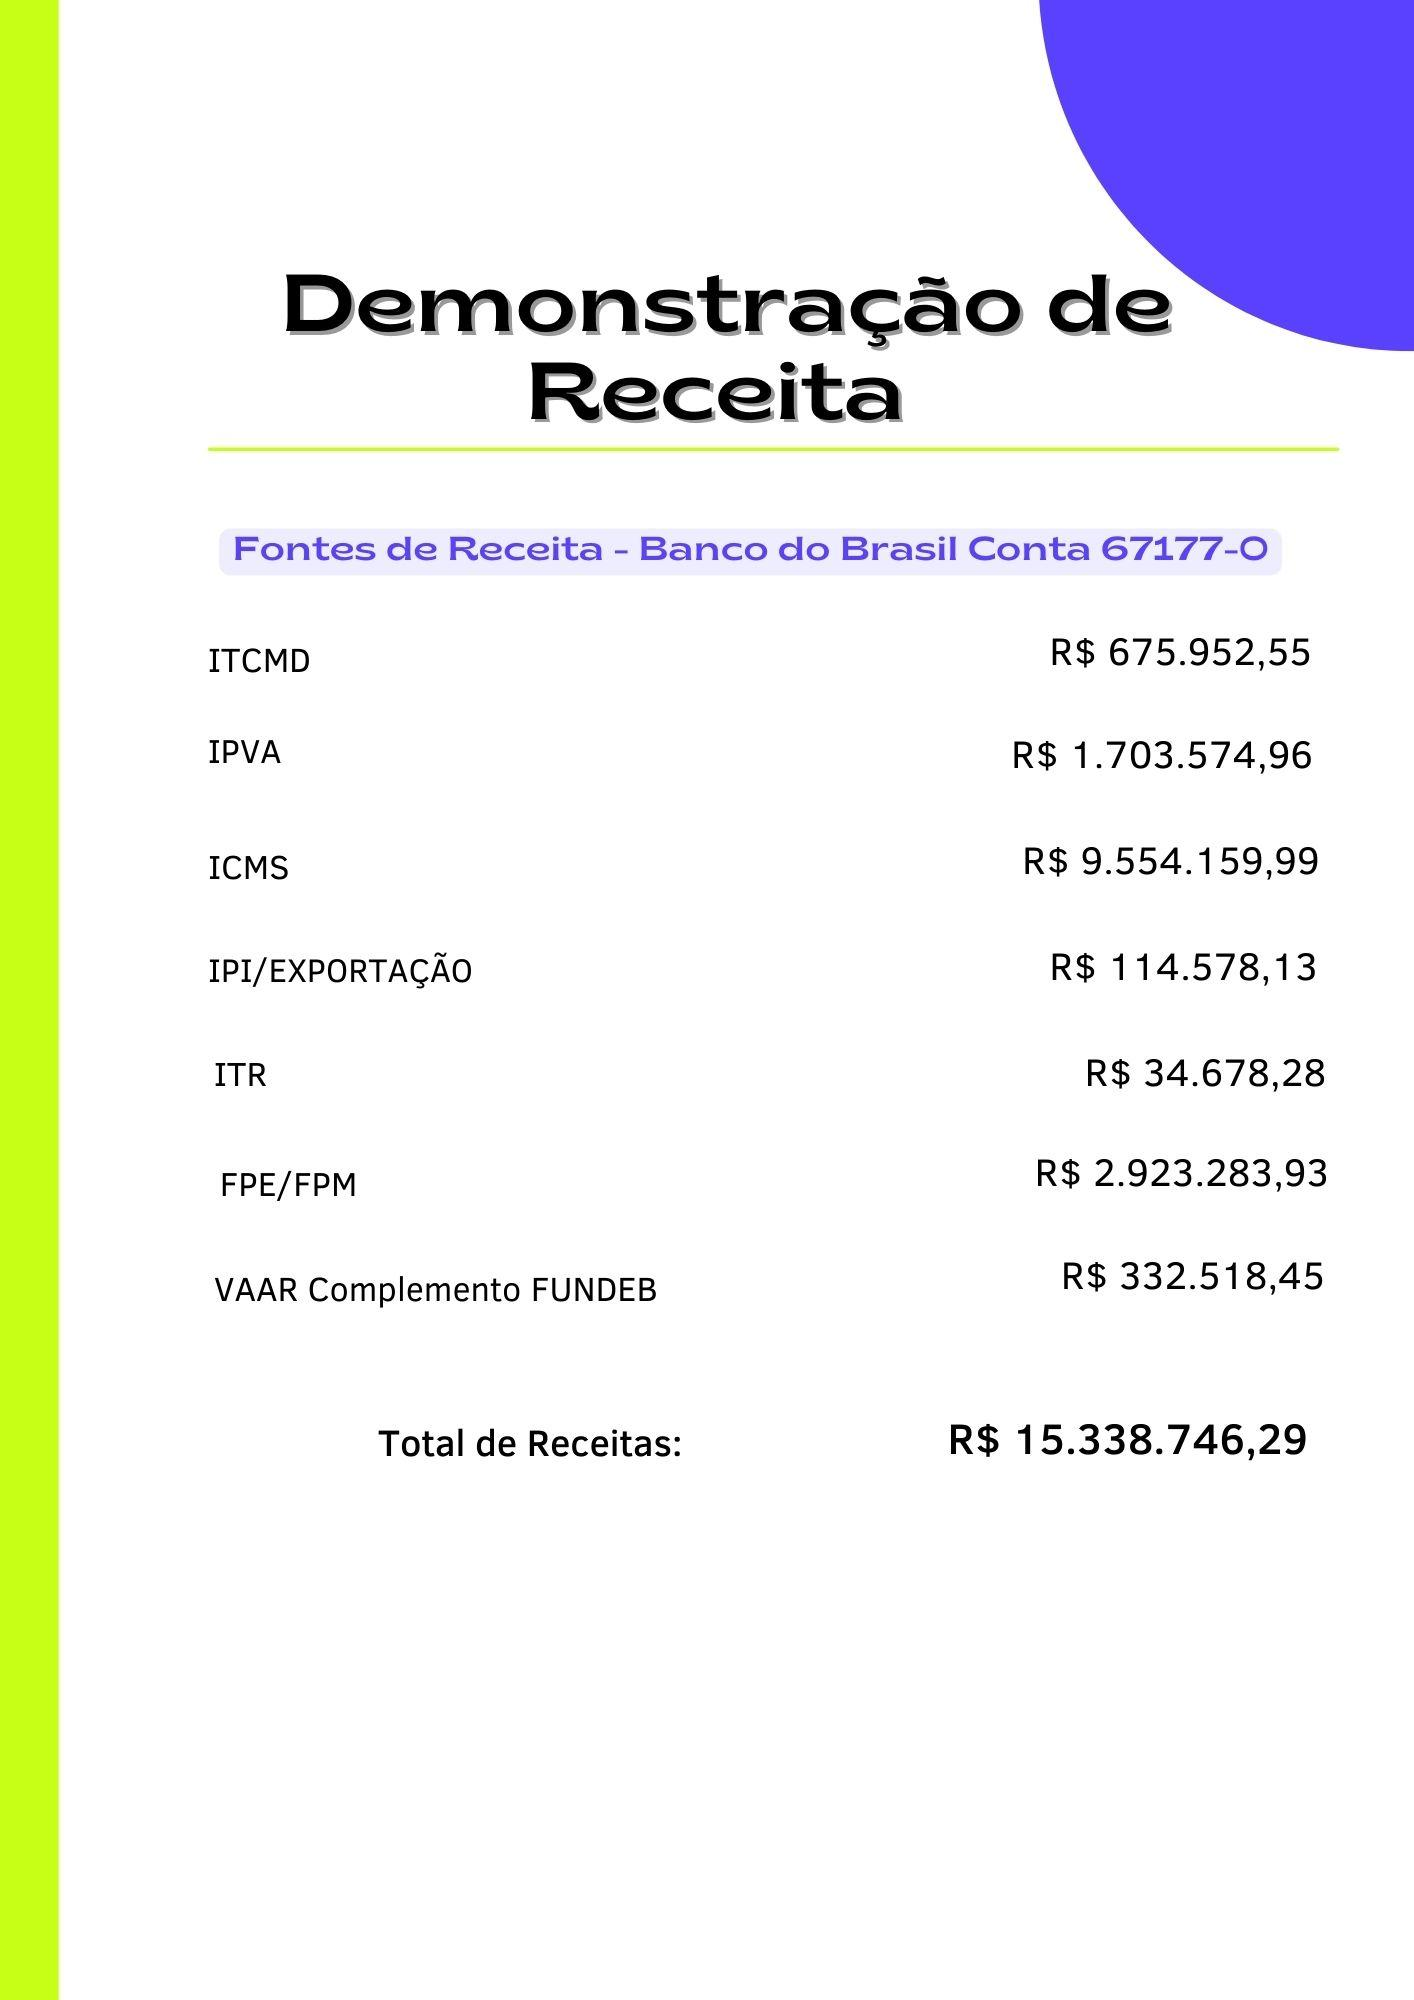 Demonstração de
Receita
Fontes de Receita - Banco do Brasil Conta 67177-0
ITCMD R$ 675.952,55
IPVA R$ 1.703.574,96
ICMS R$ 9.554.159,99
IPI/EXPORTAÇÃO R$ 114.578,13
ITR R$ 34.678,28
FPE/FPM R$ 2.923.283,93
VAAR Complemento FUNDEB R$ 332.518,45
Total de Receitas: R$ 15.338.746,29